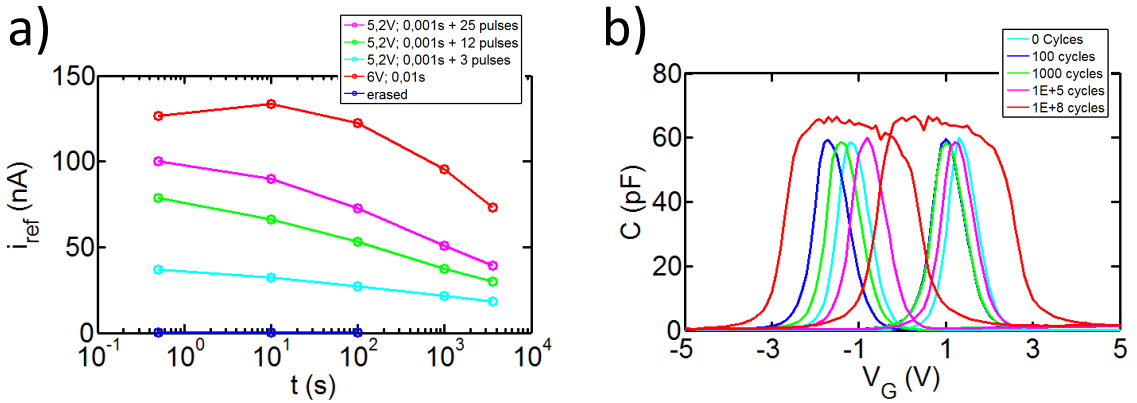 a)
5,2V; 0,001s + 25 pulses
5,2V; 0,001s + 12 pulses
5,2V; 0,001s + 3 pulses
6V; 0,01s
erased
150
100
50
0
i_ref (nA)
10^-1 10^0 10^1 10^2 10^3 10^4
t (s)
b)
0 Cylces
100 cycles
1000 cycles
1E+5 cycles
1E+8 cycles
80
60
40
20
0
C (pF)
-5 -3 -1 1 3 5
V_G (V)